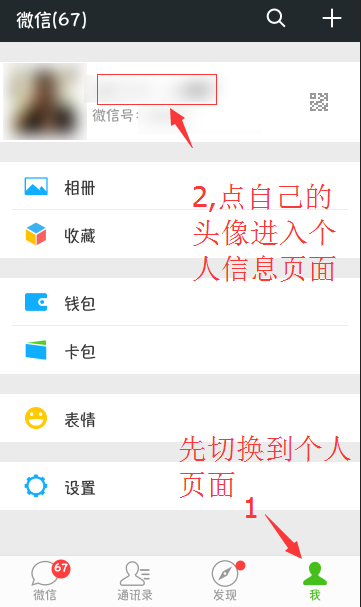 微信(67)
微信号:
相册
2,点自己的
头像进入个
人信息页面
收藏
钱包
卡包
表情
先切换到个人
页面
设置
1
67
微信
通讯录
发现
我